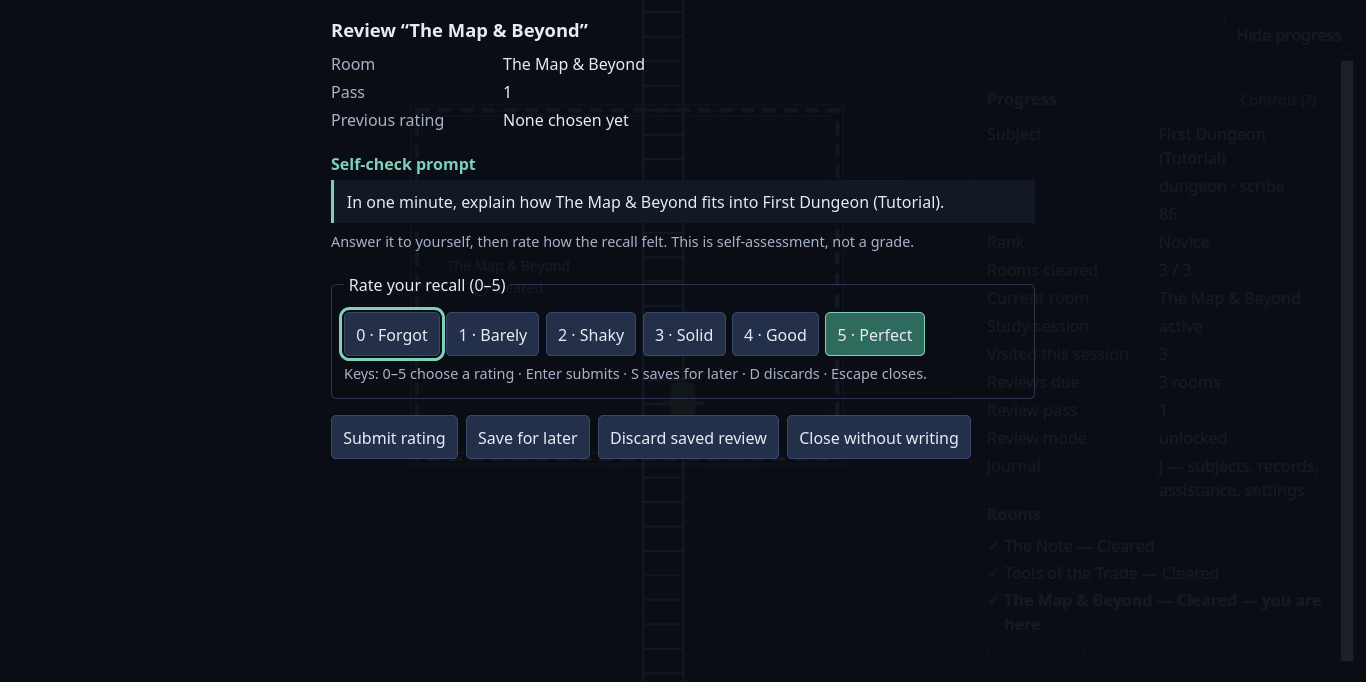 Review “The Map & Beyond”
Room The Map & Beyond
Pass 1
Previous rating None chosen yet
Self-check prompt
In one minute, explain how The Map & Beyond fits into First Dungeon (Tutorial).
Answer it to yourself, then rate how the recall felt. This is self-assessment, not a grade.
The Map & Beyond
Rate your recall (0–5)
0 · Forgot 1 · Barely 2 · Shaky 3 · Solid 4 · Good 5 · Perfect
Keys: 0–5 choose a rating · Enter submits · S saves for later · D discards · Escape closes.
Submit rating Save for later Discard saved review Close without writing
Hide progress
Progress
Controls (?)
Subject First Dungeon
(Tutorial)
dungeon · scribe
86
Rank Novice
Rooms cleared 3 / 3
Current room The Map & Beyond
Study session active
Visited this session 3
Reviews due 3 rooms
Review pass 1
Review mode unlocked
Journal J — subjects, records,
assistance, settings
Rooms
✓ The Note — Cleared
✓ Tools of the Trade — Cleared
✓ The Map & Beyond — Cleared — you are
here